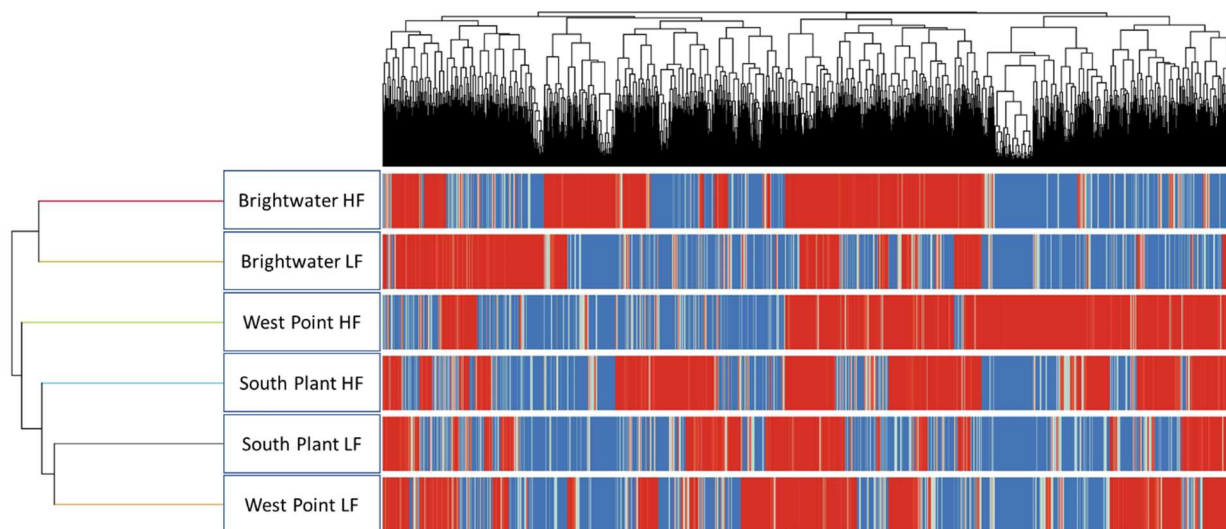 Brightwater HF
Brightwater LF
West Point HF
South Plant HF
South Plant LF
West Point LF